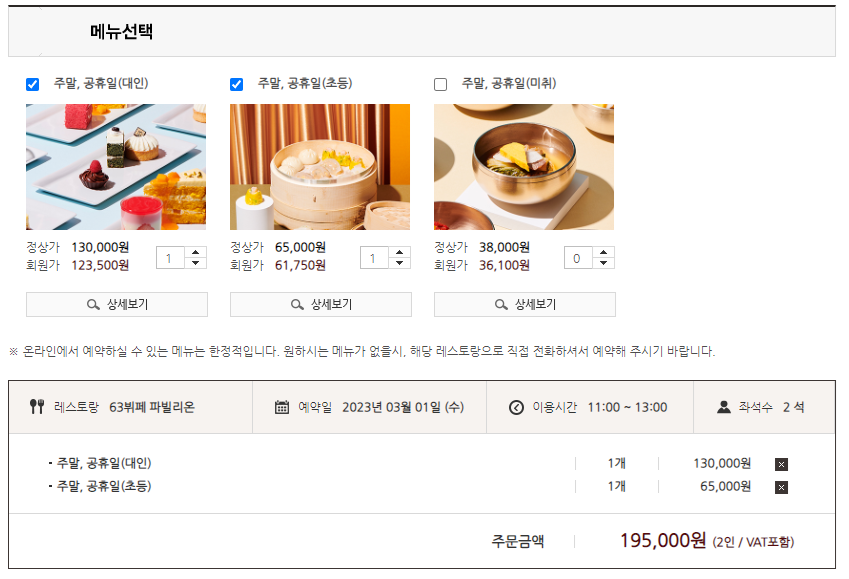 메뉴선택
주말, 공휴일(대인) 주말, 공휴일(초등) 주말, 공휴일(미취)
정상가 130,000원 1 정상가 65,000원 1 정상가 38,000원 0
회원가 123,500원 회원가 61,750원 회원가 36,100원
상세보기 상세보기 상세보기
※ 온라인에서 예약하실 수 있는 메뉴는 한정적입니다. 원하시는 메뉴가 없을시, 해당 레스토랑으로 직접 전화하셔서 예약해 주시기 바랍니다.
레스토랑 63뷔페 파빌리온 예약일 2023년 03월 01일 (수) 이용시간 11:00 ~ 13:00 좌석수 2 석
- 주말, 공휴일(대인) 1개 130,000원
- 주말, 공휴일(초등) 1개 65,000원
주문금액 195,000원 (2인 / VAT포함)